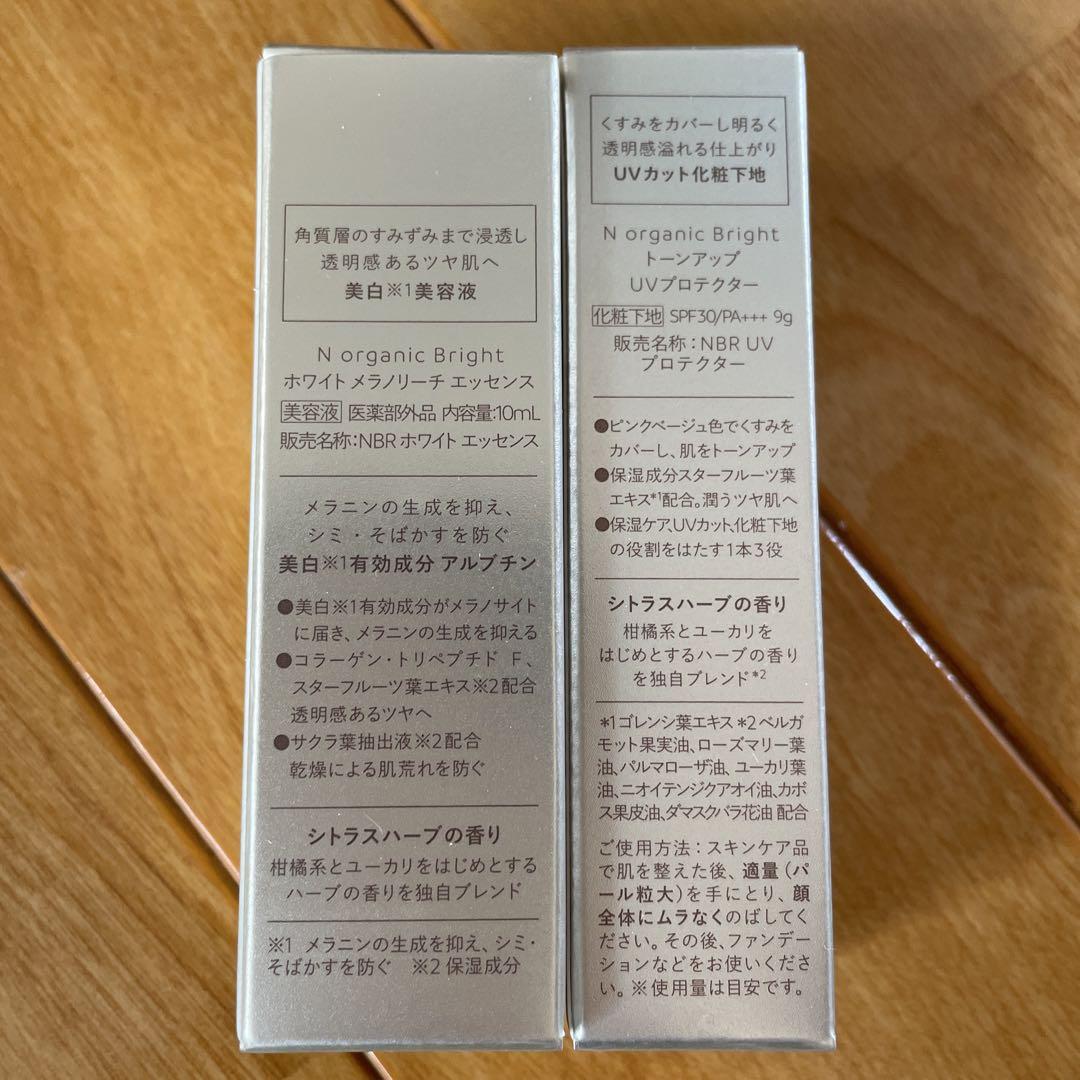 角質層のすみずみまで浸透し
透明感あるツヤ肌へ
美白※1美容液
N organic Bright
ホワイト メラノリーチ エッセンス
美容液 医薬部外品 内容量:10mL
販売名称:NBR ホワイト エッセンス
メラニンの生成を抑え、
シミ・そばかすを防ぐ
美白※1有効成分 アルブチン
●美白※1有効成分がメラノサイト
に届き、メラニンの生成を抑える
●コラーゲン・トリペプチド F、
スターフルーツ葉エキス※2配合
透明感あるツヤへ
●サクラ葉抽出液※2配合
乾燥による肌荒れを防ぐ
シトラスハーブの香り
柑橘系とユーカリをはじめとする
ハーブの香りを独自ブレンド
※1 メラニンの生成を抑え、シミ・
そばかすを防ぐ ※2 保湿成分
くすみをカバーし明るく
透明感溢れる仕上がり
UVカット化粧下地
N organic Bright
トーンアップ
UVプロテクター
化粧下地 SPF30/PA+++ 9g
販売名称:NBR UV
プロテクター
●ピンクベージュ色でくすみを
カバーし、肌をトーンアップ
●保湿成分スターフルーツ葉
エキス*1配合。潤うツヤ肌へ
●保湿ケア、UVカット、化粧下地
の役割をはたす1本3役
シトラスハーブの香り
柑橘系とユーカリを
はじめとするハーブの香り
を独自ブレンド*2
*1ゴレンシ葉エキス *2ベルガ
モット果実油、ローズマリー葉
油、パルマローザ油、ユーカリ葉
油、ニオイテンジクアオイ油、カボ
ス果皮油、ダマスクバラ花油 配合
ご使用方法:スキンケア品
で肌を整えた後、適量(パ
ール粒大)を手にとり、顔
全体にムラなくのばしてく
ださい。その後、ファンデー
ションなどをお使いくださ
い。※使用量は目安です。